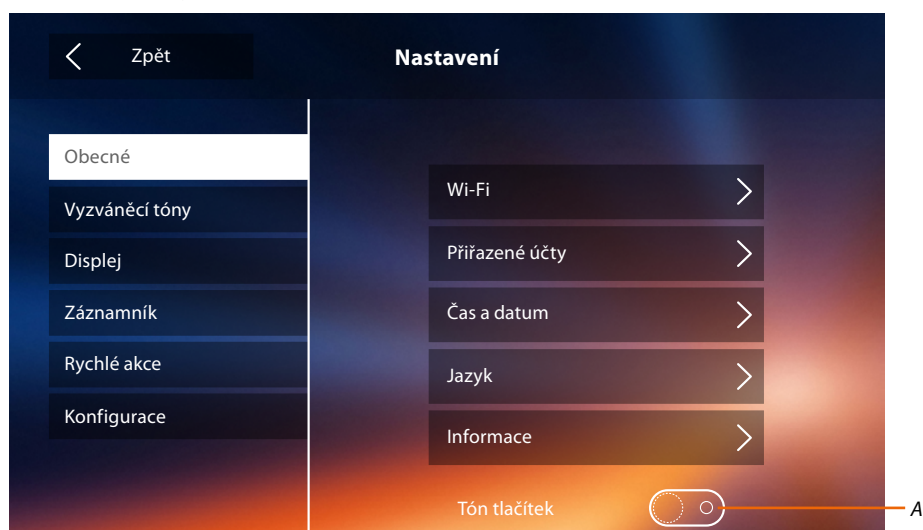 Zpět
Nastavení
Obecné
Vyzváněcí tóny
Displej
Záznamník
Rychlé akce
Konfigurace
Wi-Fi
Přiřazené účty
Čas a datum
Jazyk
Informace
Tón tlačítek
A